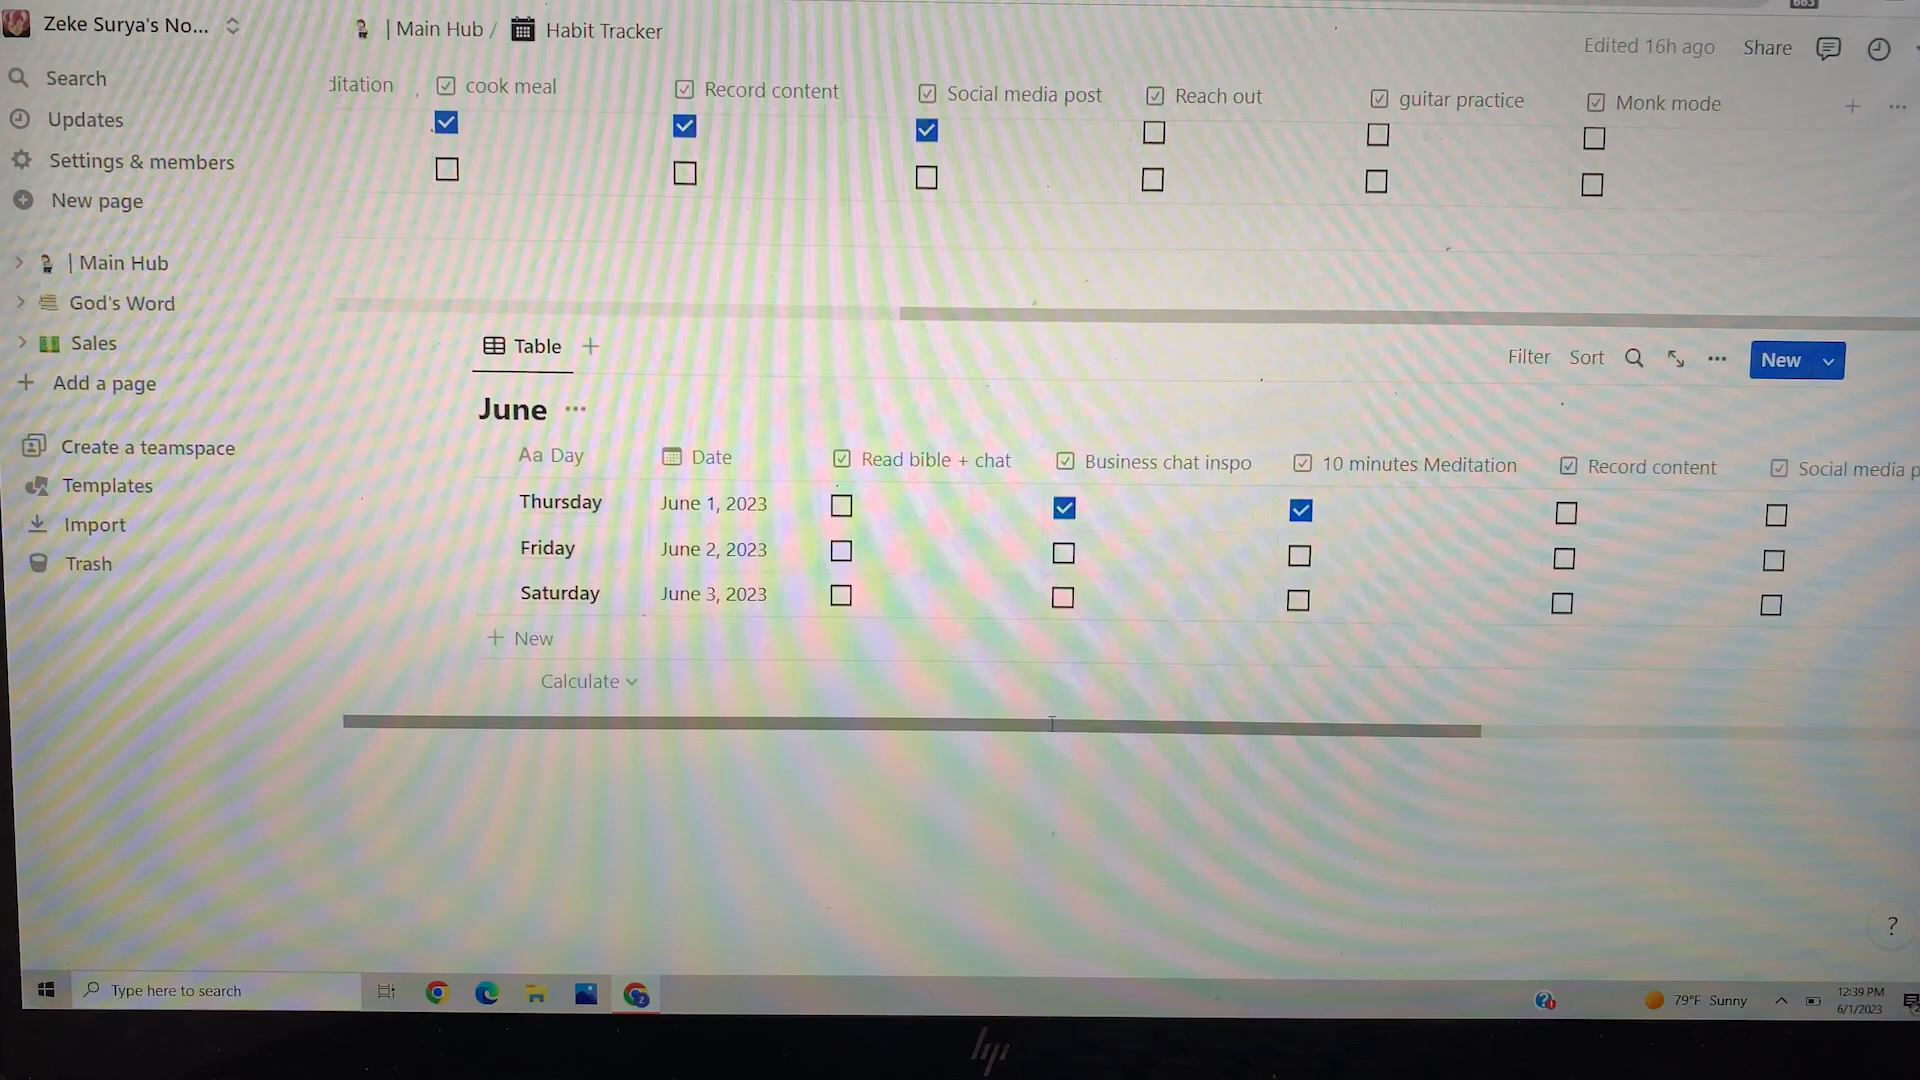 Zeke Surya's No...
| Main Hub / Habit Tracker
Edited 16h ago Share
Search
Updates
Settings & members
New page
| Main Hub
God's Word
Sales
Add a page
Create a teamspace
Templates
Import
Trash
ditation cook meal Record content Social media post Reach out guitar practice Monk mode
Table
Filter Sort New
June
Aa Day Date Read bible + chat Business chat inspo 10 minutes Meditation Record content Social media p
Thursday June 1, 2023
Friday June 2, 2023
Saturday June 3, 2023
+ New
Calculate
?
Type here to search
79°F Sunny
12:39 PM
6/1/2023
hp